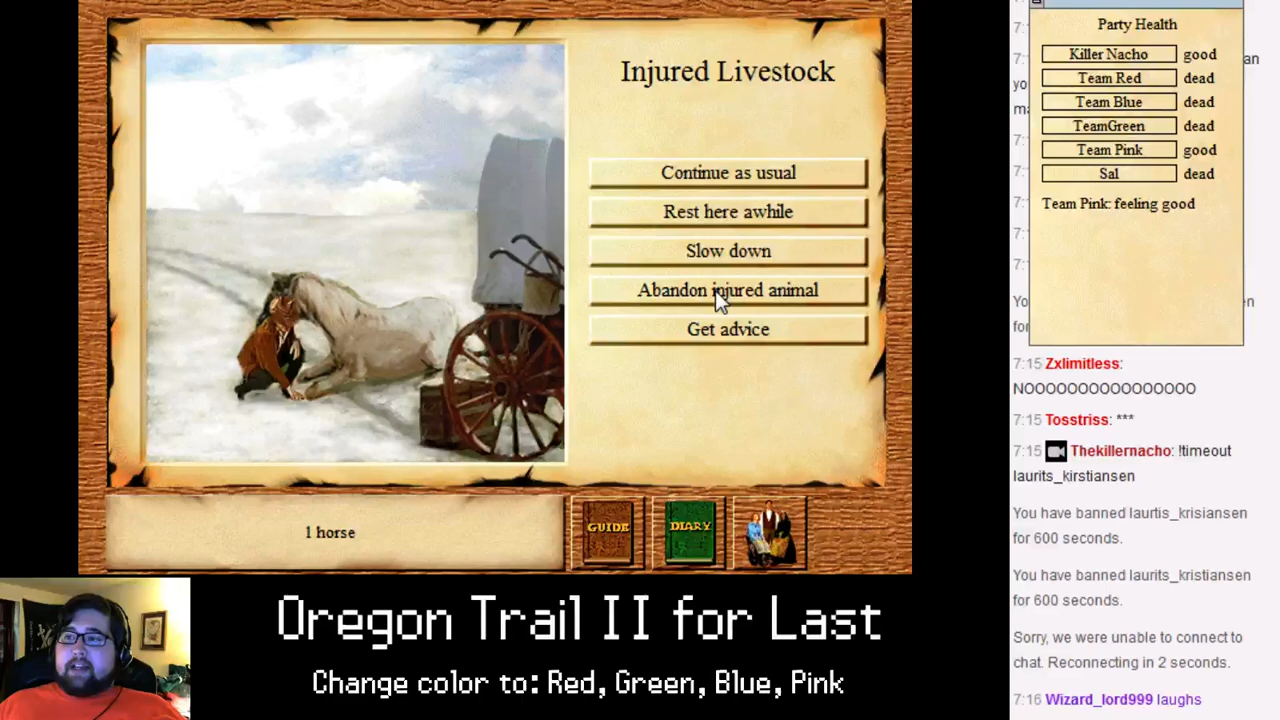 Injured Livestock
Continue as usual
Rest here awhile
Slow down
Abandon injured animal
Get advice
1 horse
GUIDE
DIARY
Oregon Trail II for Last
Change color to: Red, Green, Blue, Pink
Party Health
Killer Nacho good
Team Red dead
Team Blue dead
TeamGreen dead
Team Pink good
Sal dead
Team Pink: feeling good
7:15 Zxlimitless:
NOOOOOOOOOOOOOOOO
7:15 Tosstriss: ***
7:15 Thekillernacho: !timeout
laurits_kirstiansen
You have banned laurtis_krisiansen
for 600 seconds.
You have banned laurits_kristiansen
for 600 seconds.
Sorry, we were unable to connect to
chat. Reconnecting in 2 seconds.
7:16 Wizard_lord999 laughs